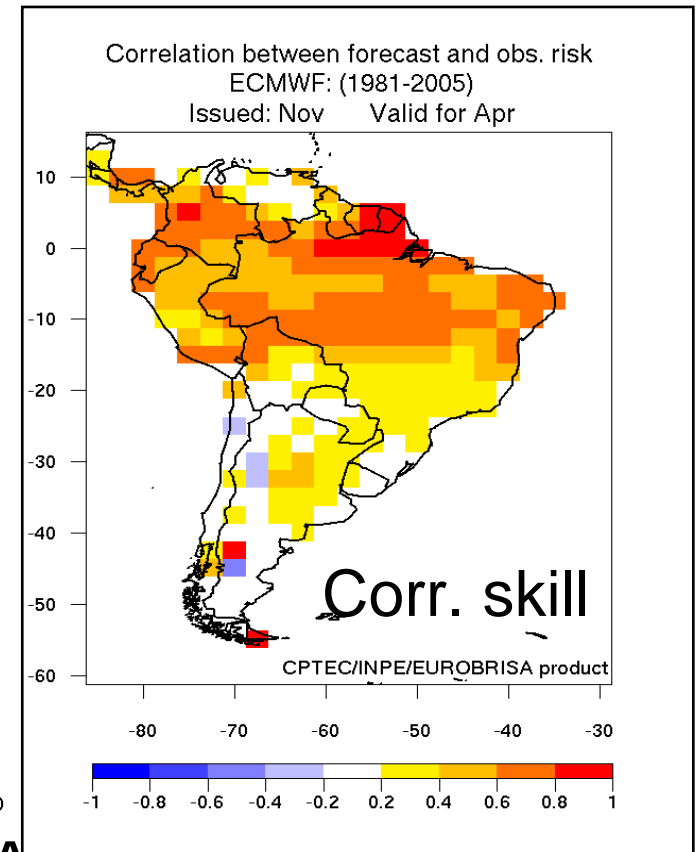 Correlation between forecast and obs. risk
ECMWF: (1981-2005)
Issued: Nov Valid for Apr
10
0
-10
-20
-30
-40
-50
-60
Corr. skill
CPTEC/INPE/EUROBRISA product
-80 -70 -60 -50 -40 -30
-1 -0.8 -0.6 -0.4 -0.2 0.2 0.4 0.6 0.8 1